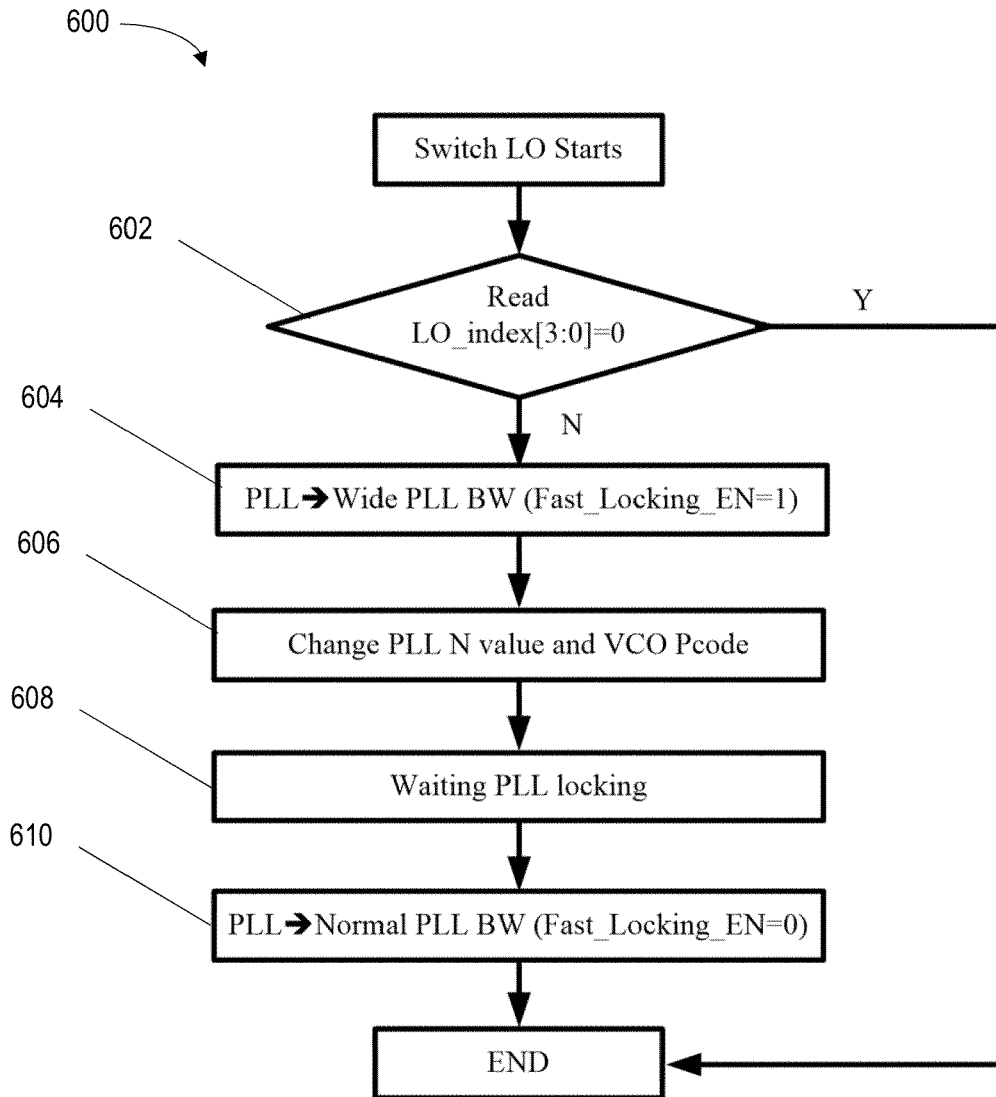 600
Switch LO Starts
602
Read
LO_index[3:0]=0
Y
604
N
PLL➔Wide PLL BW (Fast_Locking_EN=1)
606
Change PLL N value and VCO Pcode
608
Waiting PLL locking
610
PLL➔Normal PLL BW (Fast_Locking_EN=0)
END